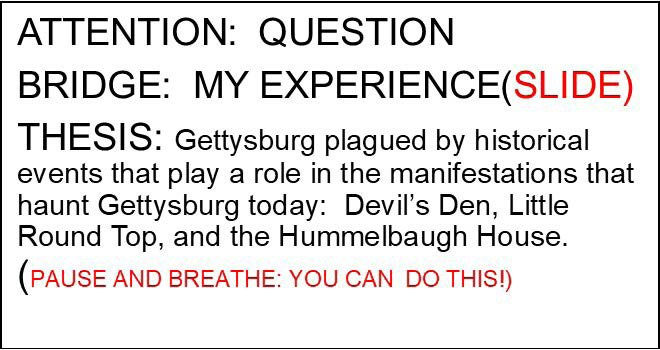 ATTENTION:  QUESTION
BRIDGE:  MY EXPERIENCE(SLIDE)
THESIS: Gettysburg plagued by historical
events that play a role in the manifestations that
haunt Gettysburg today:  Devil’s Den, Little
Round Top, and the Hummelbaugh House.
(PAUSE AND BREATHE: YOU CAN  DO THIS!)